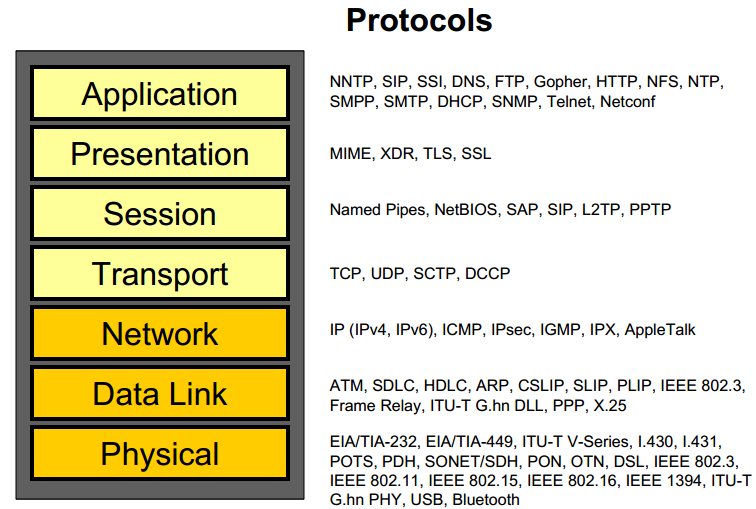 Protocols
Application
NNTP, SIP, SSI, DNS, FTP, Gopher, HTTP, NFS, NTP,
SMPP, SMTP, DHCP, SNMP, Telnet, Netconf
Presentation
MIME, XDR, TLS, SSL
Session
Named Pipes, NetBIOS, SAP, SIP, L2TP, PPTP
Transport
TCP, UDP, SCTP, DCCP
Network
IP (IPv4, IPv6), ICMP, IPsec, IGMP, IPX, AppleTalk
Data Link
ATM, SDLC, HDLC, ARP, CSLIP, SLIP, PLIP, IEEE 802.3,
Frame Relay, ITU-T G.hn DLL, PPP, X.25
Physical
EIA/TIA-232, EIA/TIA-449, ITU-T V-Series, I.430, I.431,
POTS, PDH, SONET/SDH, PON, OTN, DSL, IEEE 802.3,
IEEE 802.11, IEEE 802.15, IEEE 802.16, IEEE 1394, ITU-T
G.hn PHY, USB, Bluetooth